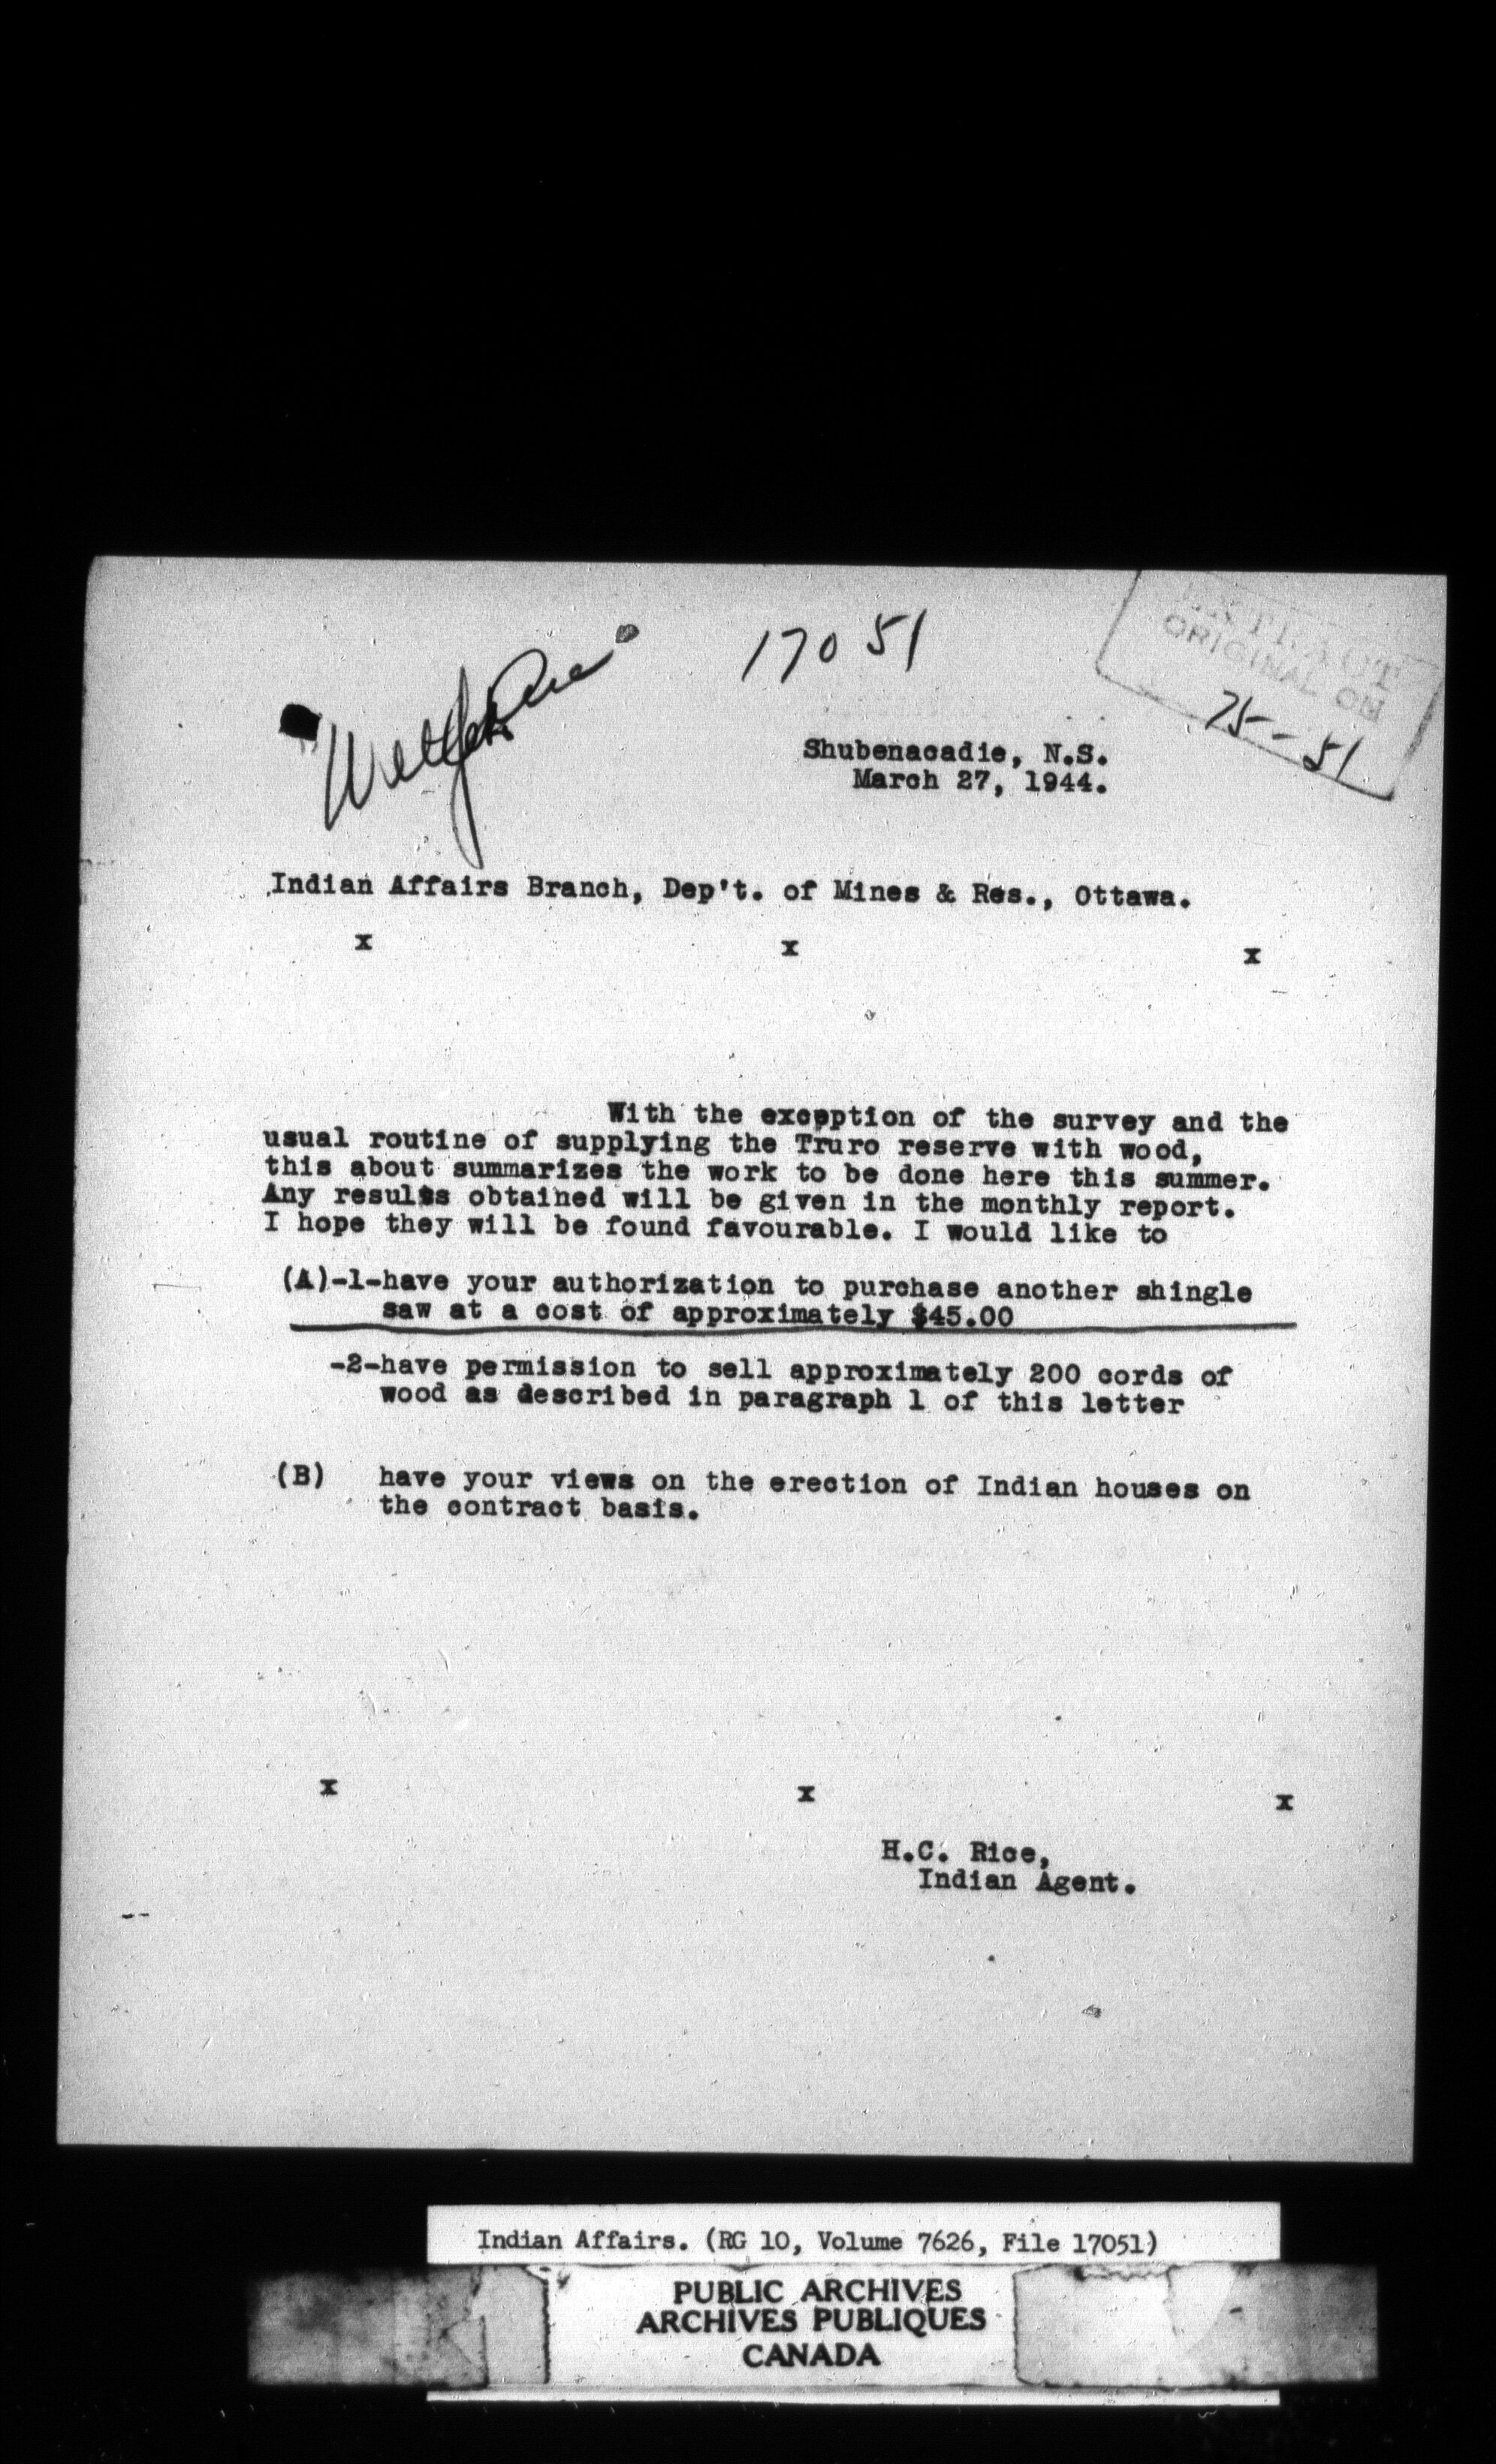 17051
EXTRACT
ORIGINAL ON
75-51
Shubenacadie, N.S.
March 27, 1944.
Indian Affairs Branch, Dep't. of Mines & Res., Ottawa.
x x x
With the exception of the survey and the
usual routine of supplying the Truro reserve with wood,
this about summarizes the work to be done here this summer.
Any results obtained will be given in the monthly report.
I hope they will be found favourable. I would like to
(A)-1-have your authorization to purchase another shingle
saw at a cost of approximately $45.00
-2-have permission to sell approximately 200 cords of
wood as described in paragraph 1 of this letter
(B) have your views on the erection of Indian houses on
the contract basis.
x x x
H.C. Rice,
Indian Agent.
Indian Affairs. (RG 10, Volume 7626, File 17051)
PUBLIC ARCHIVES
ARCHIVES PUBLIQUES
CANADA